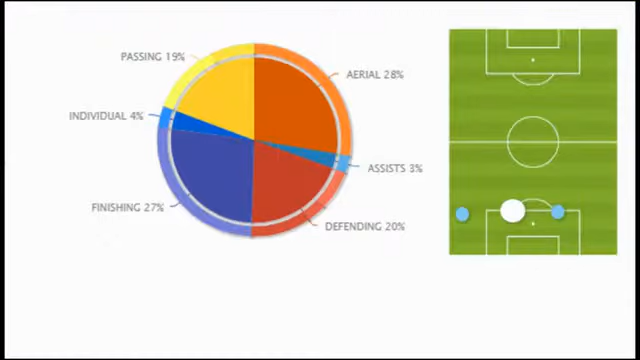 PASSING 19%
AERIAL 28%
INDIVIDUAL 4%
ASSISTS 3%
FINISHING 27%
DEFENDING 20%